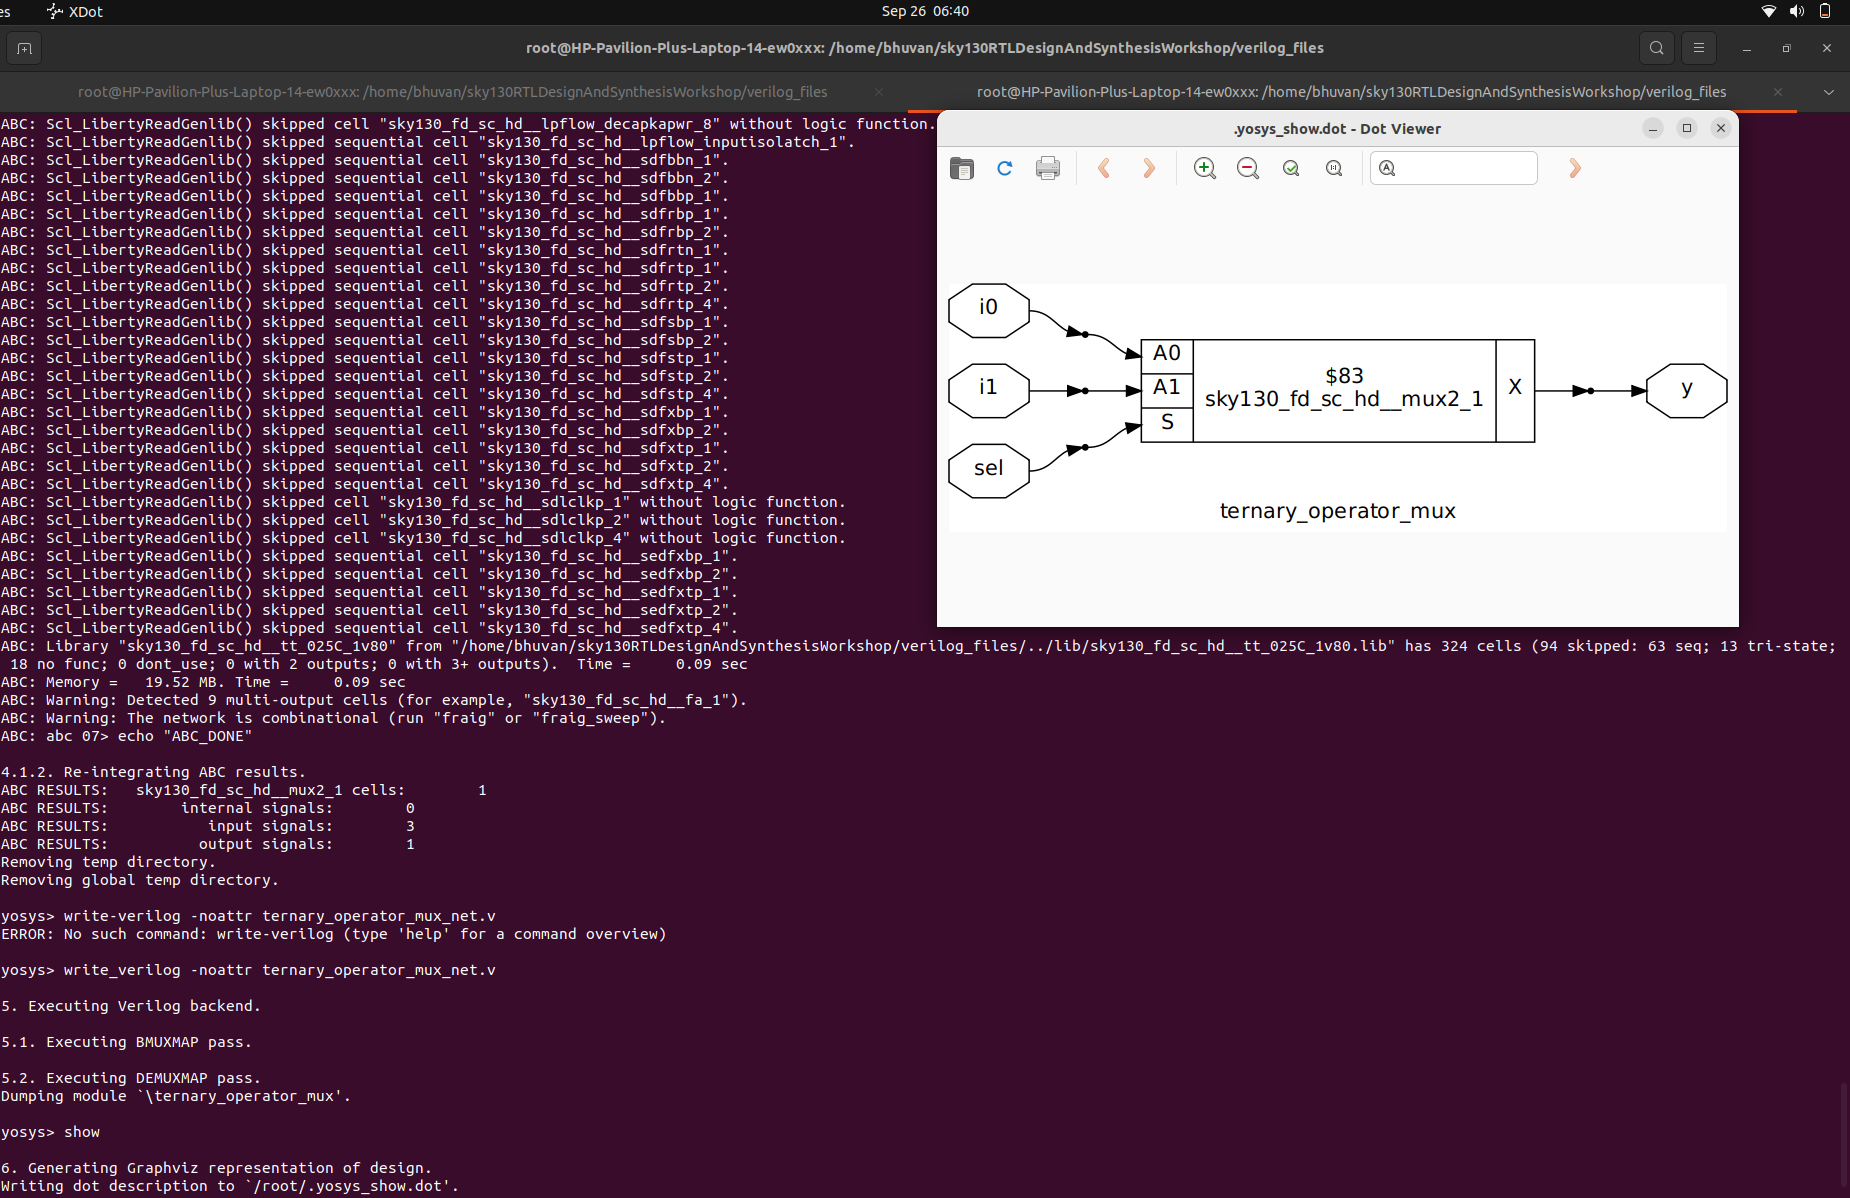 es XDot Sep 26 06:40
root@HP-Pavilion-Plus-Laptop-14-ew0xxx: /home/bhuvan/sky130RTLDesignAndSynthesisWorkshop/verilog_files
root@HP-Pavilion-Plus-Laptop-14-ew0xxx: /home/bhuvan/sky130RTLDesignAndSynthesisWorkshop/verilog_files
root@HP-Pavilion-Plus-Laptop-14-ew0xxx: /home/bhuvan/sky130RTLDesignAndSynthesisWorkshop/verilog_files
ABC: Scl_LibertyReadGenlib() skipped cell "sky130_fd_sc_hd__lpflow_decapkapwr_8" without logic function.
ABC: Scl_LibertyReadGenlib() skipped sequential cell "sky130_fd_sc_hd__lpflow_inputisolatch_1".
ABC: Scl_LibertyReadGenlib() skipped sequential cell "sky130_fd_sc_hd__sdfbbn_1".
ABC: Scl_LibertyReadGenlib() skipped sequential cell "sky130_fd_sc_hd__sdfbbn_2".
ABC: Scl_LibertyReadGenlib() skipped sequential cell "sky130_fd_sc_hd__sdfbbp_1".
ABC: Scl_LibertyReadGenlib() skipped sequential cell "sky130_fd_sc_hd__sdfrbp_1".
ABC: Scl_LibertyReadGenlib() skipped sequential cell "sky130_fd_sc_hd__sdfrbp_2".
ABC: Scl_LibertyReadGenlib() skipped sequential cell "sky130_fd_sc_hd__sdfrtn_1".
ABC: Scl_LibertyReadGenlib() skipped sequential cell "sky130_fd_sc_hd__sdfrtp_1".
ABC: Scl_LibertyReadGenlib() skipped sequential cell "sky130_fd_sc_hd__sdfrtp_2".
ABC: Scl_LibertyReadGenlib() skipped sequential cell "sky130_fd_sc_hd__sdfrtp_4".
ABC: Scl_LibertyReadGenlib() skipped sequential cell "sky130_fd_sc_hd__sdfsbp_1".
ABC: Scl_LibertyReadGenlib() skipped sequential cell "sky130_fd_sc_hd__sdfsbp_2".
ABC: Scl_LibertyReadGenlib() skipped sequential cell "sky130_fd_sc_hd__sdfstp_1".
ABC: Scl_LibertyReadGenlib() skipped sequential cell "sky130_fd_sc_hd__sdfstp_2".
ABC: Scl_LibertyReadGenlib() skipped sequential cell "sky130_fd_sc_hd__sdfstp_4".
ABC: Scl_LibertyReadGenlib() skipped sequential cell "sky130_fd_sc_hd__sdfxbp_1".
ABC: Scl_LibertyReadGenlib() skipped sequential cell "sky130_fd_sc_hd__sdfxbp_2".
ABC: Scl_LibertyReadGenlib() skipped sequential cell "sky130_fd_sc_hd__sdfxtp_1".
ABC: Scl_LibertyReadGenlib() skipped sequential cell "sky130_fd_sc_hd__sdfxtp_2".
ABC: Scl_LibertyReadGenlib() skipped sequential cell "sky130_fd_sc_hd__sdfxtp_4".
ABC: Scl_LibertyReadGenlib() skipped cell "sky130_fd_sc_hd__sdlclkp_1" without logic function.
ABC: Scl_LibertyReadGenlib() skipped cell "sky130_fd_sc_hd__sdlclkp_2" without logic function.
ABC: Scl_LibertyReadGenlib() skipped cell "sky130_fd_sc_hd__sdlclkp_4" without logic function.
ABC: Scl_LibertyReadGenlib() skipped sequential cell "sky130_fd_sc_hd__sedfxbp_1".
ABC: Scl_LibertyReadGenlib() skipped sequential cell "sky130_fd_sc_hd__sedfxbp_2".
ABC: Scl_LibertyReadGenlib() skipped sequential cell "sky130_fd_sc_hd__sedfxtp_1".
ABC: Scl_LibertyReadGenlib() skipped sequential cell "sky130_fd_sc_hd__sedfxtp_2".
ABC: Scl_LibertyReadGenlib() skipped sequential cell "sky130_fd_sc_hd__sedfxtp_4".
ABC: Library "sky130_fd_sc_hd__tt_025C_1v80" from "/home/bhuvan/sky130RTLDesignAndSynthesisWorkshop/verilog_files/../lib/sky130_fd_sc_hd__tt_025C_1v80.lib" has 324 cells (94 skipped: 63 seq; 13 tri-state;
18 no func; 0 dont_use; 0 with 2 outputs; 0 with 3+ outputs).  Time =     0.09 sec
ABC: Memory =   19.52 MB. Time =     0.09 sec
ABC: Warning: Detected 9 multi-output cells (for example, "sky130_fd_sc_hd__fa_1").
ABC: Warning: The network is combinational (run "fraig" or "fraig_sweep").
ABC: abc 07> echo "ABC_DONE"
4.1.2. Re-integrating ABC results.
ABC RESULTS:   sky130_fd_sc_hd__mux2_1 cells:        1
ABC RESULTS:        internal signals:        0
ABC RESULTS:           input signals:        3
ABC RESULTS:          output signals:        1
Removing temp directory.
Removing global temp directory.
yosys> write-verilog -noattr ternary_operator_mux_net.v
ERROR: No such command: write-verilog (type 'help' for a command overview)
yosys> write_verilog -noattr ternary_operator_mux_net.v
5. Executing Verilog backend.
5.1. Executing BMUXMAP pass.
5.2. Executing DEMUXMAP pass.
Dumping module `\ternary_operator_mux'.
yosys> show
6. Generating Graphviz representation of design.
Writing dot description to `/root/.yosys_show.dot'.
.yosys_show.dot - Dot Viewer
i0
i1
sel
A0
A1
S
$83
sky130_fd_sc_hd__mux2_1
X
y
ternary_operator_mux